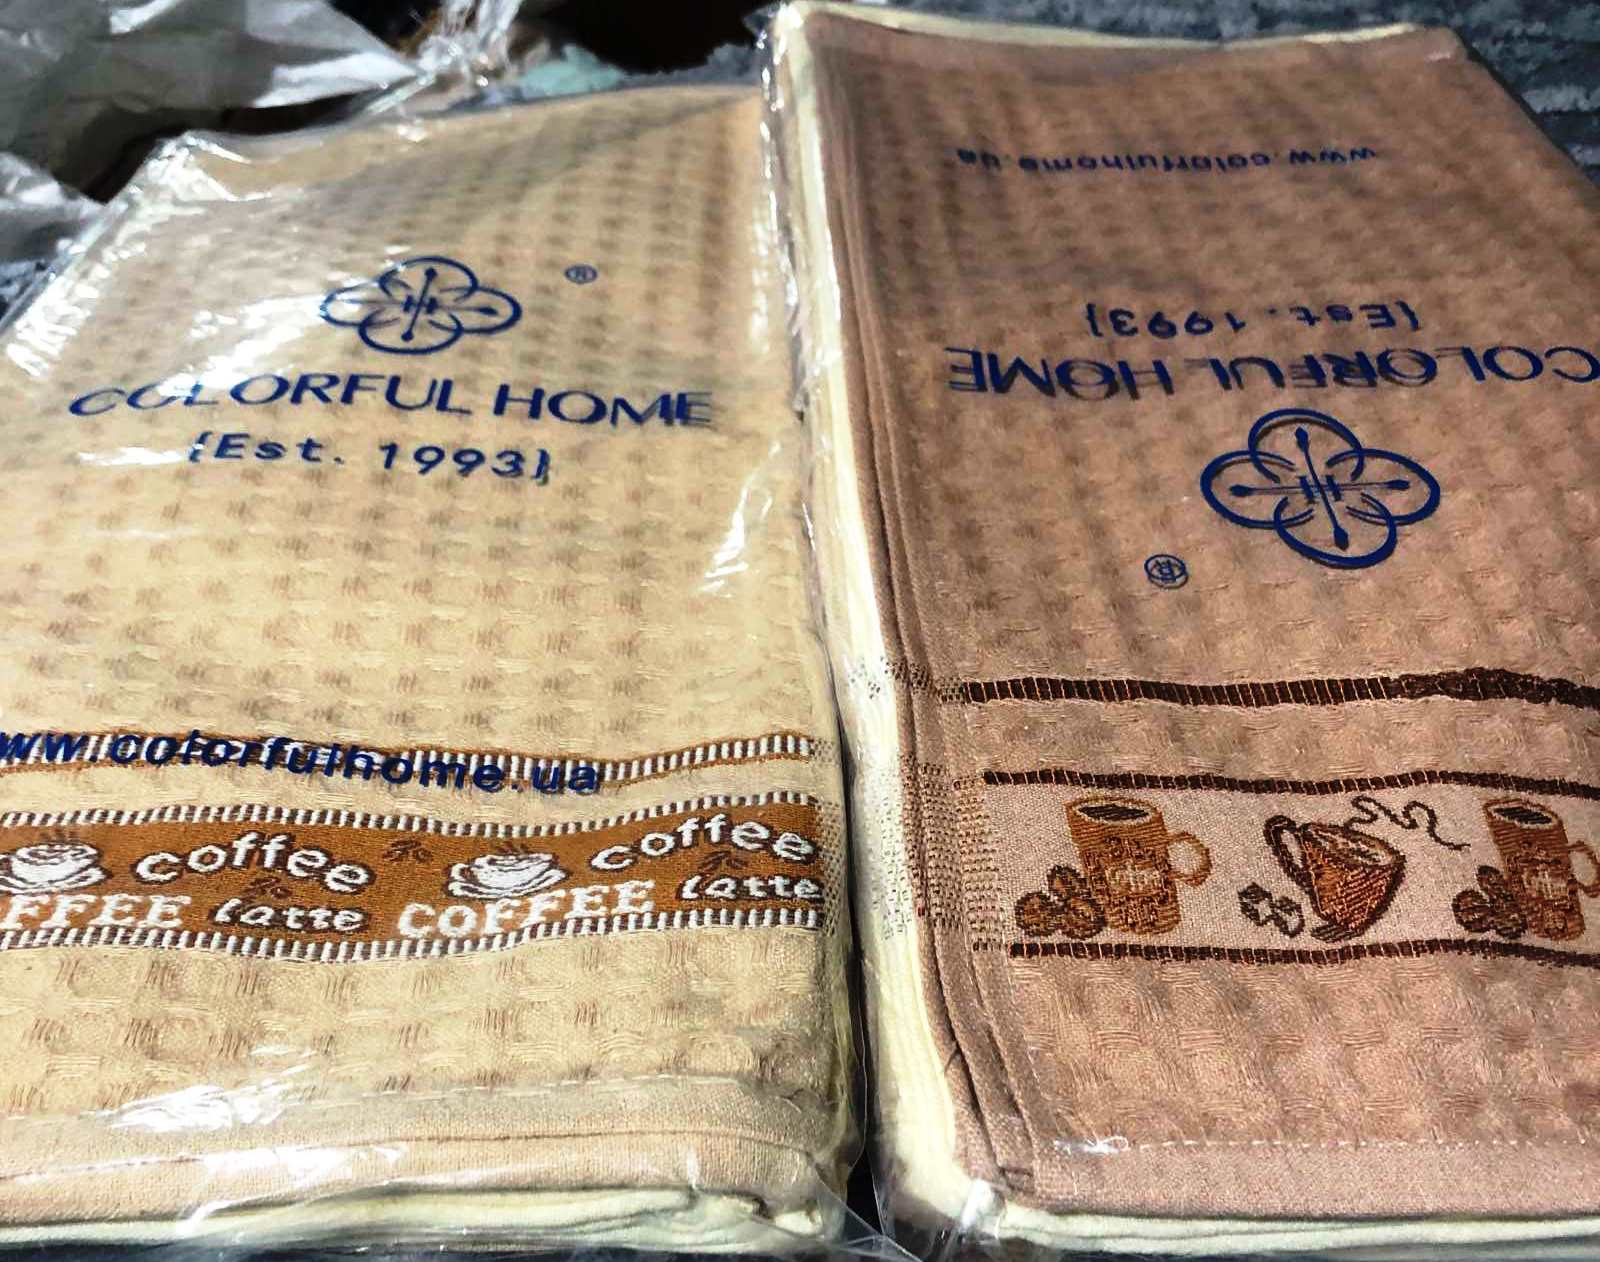 ®
COLORFUL HOME
{Est. 1993}
www.colorfulhome.ua
coffee
coffee
COFFEE latte COFFEE latte
www.colorfulhome.ua
{Est. 1993}
COLORFUL HOME
®